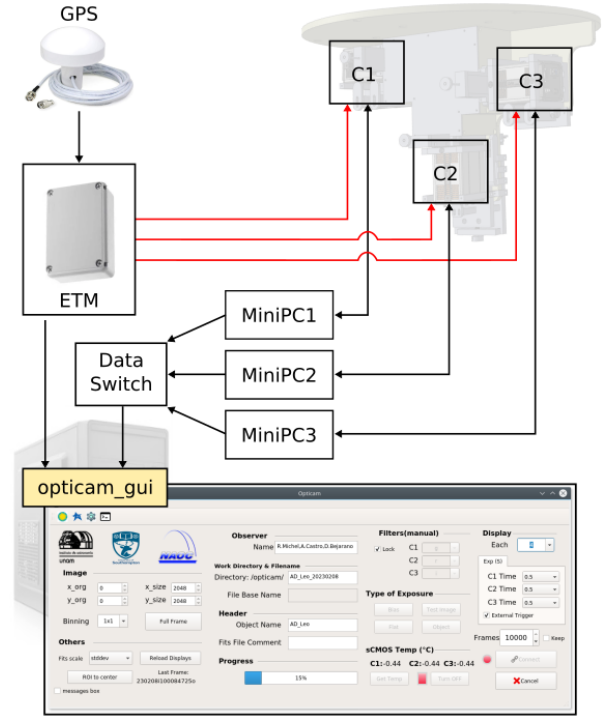 GPS
C1
C3
C2
ETM
MiniPC1
Data
Switch
MiniPC2
MiniPC3
opticam_gui
Opticam
unam
NAOC
Image
x_org 0 x_size 2048
y_org 0 y_size 2048
Binning 1x1 Full Frame
Others
Fits scale stddev Reload Displays
ROI to center Last Frame:
230208i100084725o
messages box
Observer
Name R.Michel,A.Castro,D.Bejarano
Work Directory & Filename
Directory: /opticam/ AD_Leo_20230208
File Base Name
Header
Object Name AD_Leo
Fits File Comment
Progress
15%
Filters(manual)
Lock C1
C2
C3
Type of Exposure
Bias Test Image
Flat Object
sCMOS Temp (°C)
C1:-0.44 C2:-0.44 C3:-0.44
Set Temp Turn OFF
Display
Each
Exp (S)
C1 Time 0.5
C2 Time 0.5
C3 Time 0.5
External Trigger
Frames 10000 Keep
Connect
Cancel